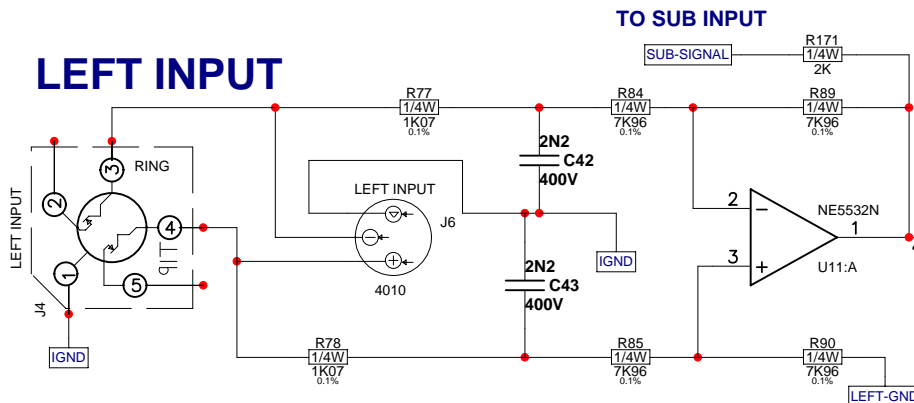 TO SUB INPUT
SUB-SIGNAL
R171
1/4W
2K
LEFT INPUT
R77
1/4W
1K07
0.1%
R84
1/4W
7K96
0.1%
R89
1/4W
7K96
0.1%
2N2
C42
400V
3
RING
2
LEFT INPUT
LEFT INPUT
J6
4010
4
TIP
1
5
J4
IGND
IGND
2N2
C43
400V
2
3
1
NE5532N
U11:A
R78
1/4W
1K07
0.1%
R85
1/4W
7K96
0.1%
R90
1/4W
7K96
0.1%
LEFT-GND